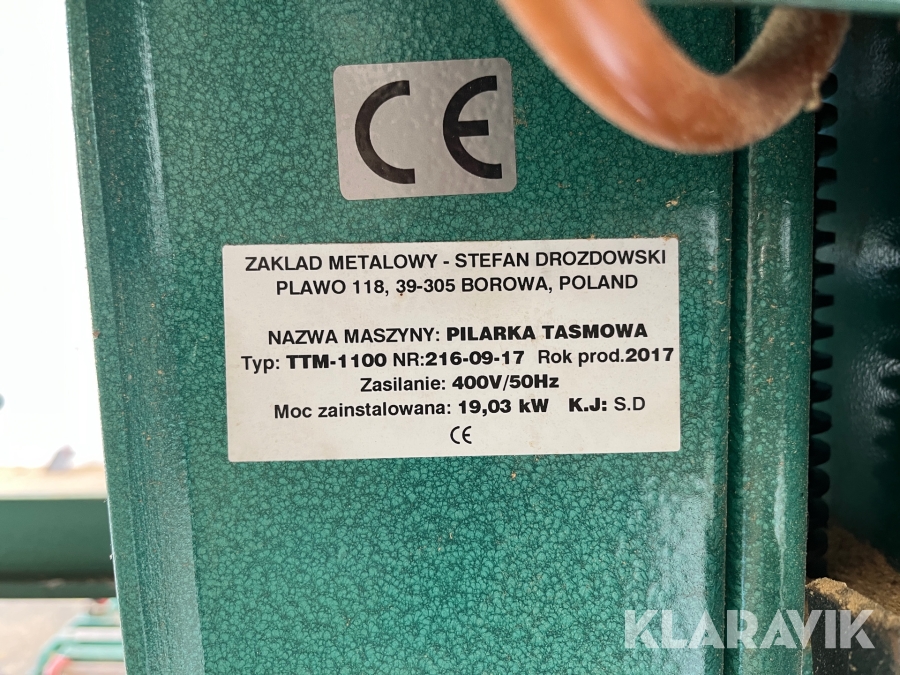 CE
ZAKLAD METALOWY - STEFAN DROZDOWSKI
PLAWO 118, 39-305 BOROWA, POLAND
NAZWA MASZYNY: PILARKA TASMOWA
Typ: TTM-1100 NR:216-09-17 Rok prod.2017
Zasilanie: 400V/50Hz
Moc zainstalowana: 19,03 kW K.J: S.D
CE
KLARAVIK